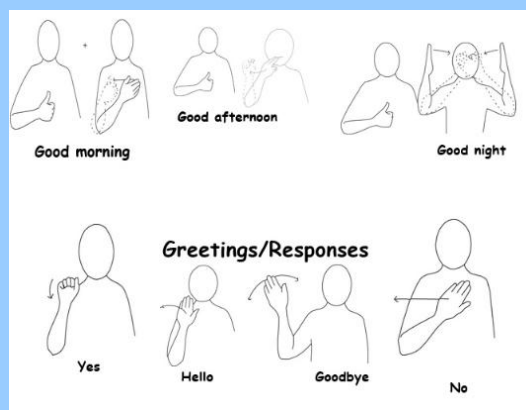 Good morning
Good afternoon
Good night
Greetings/Responses
Yes
Hello
Goodbye
No